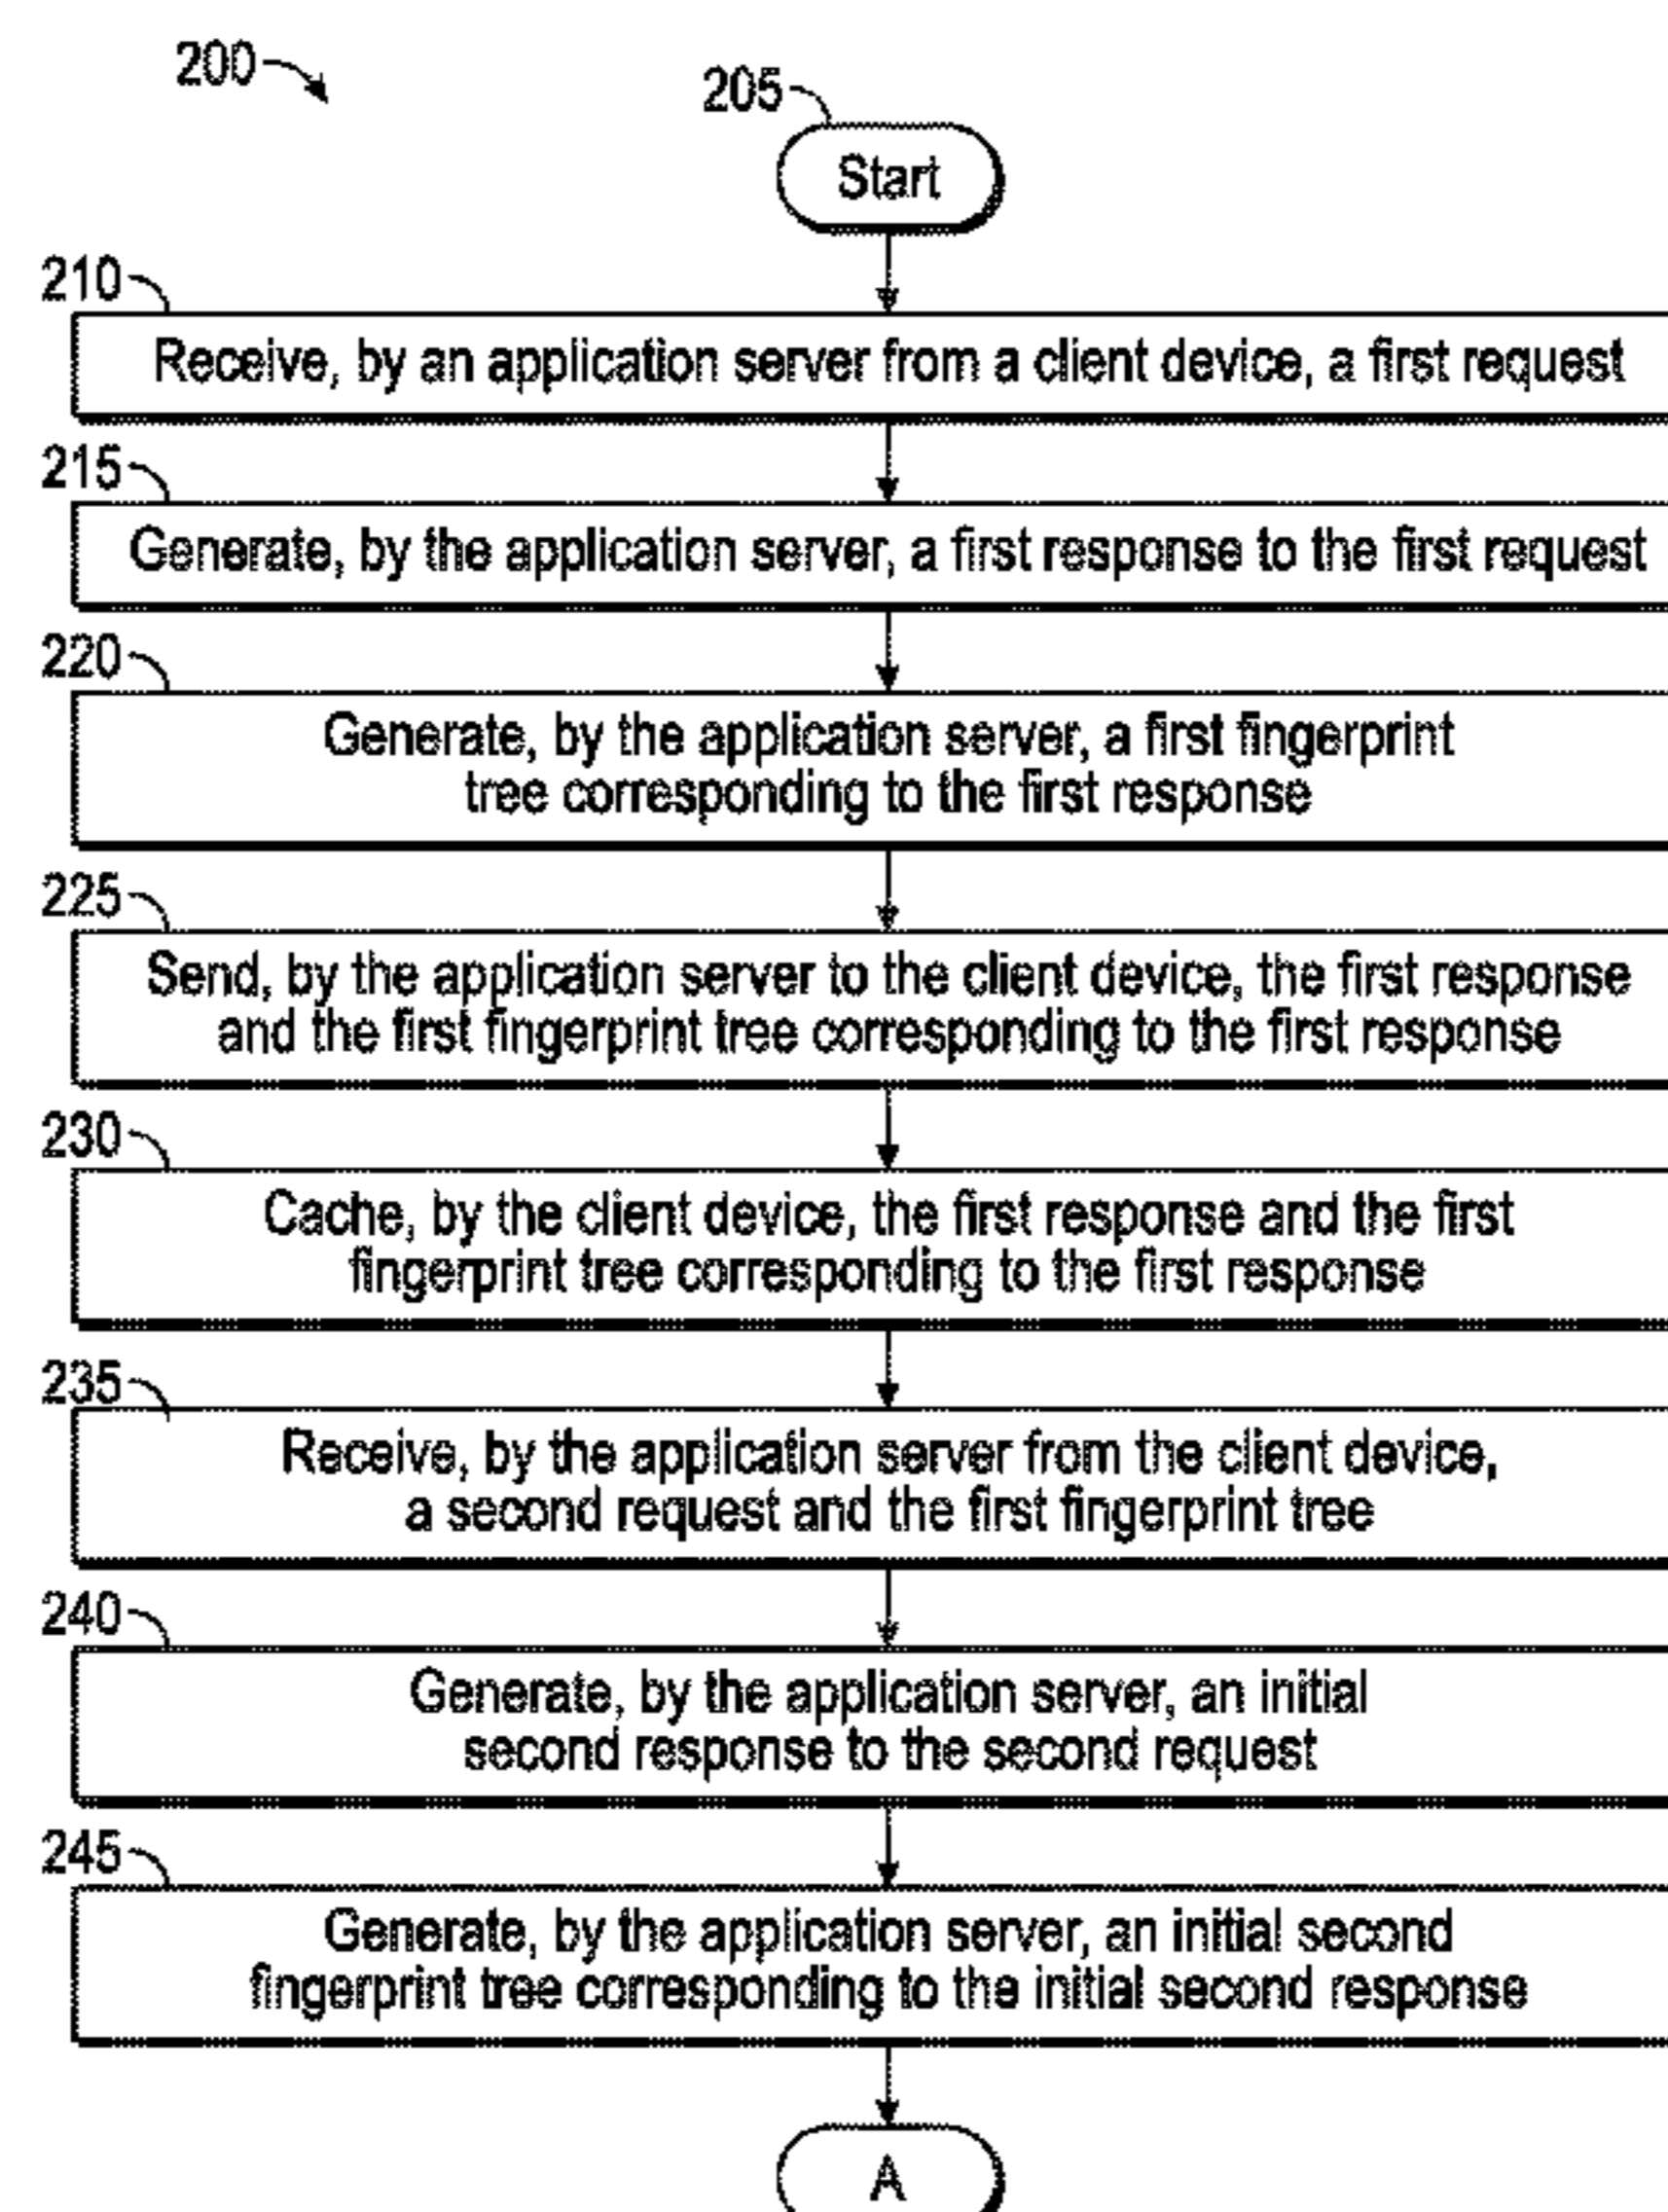 200
205
Start
210
Receive, by an application server from a client device, a first request
215
Generate, by the application server, a first response to the first request
220
Generate, by the application server, a first fingerprint
tree corresponding to the first response
225
Send, by the application server to the client device, the first response
and the first fingerprint tree corresponding to the first response
230
Cache, by the client device, the first response and the first
fingerprint tree corresponding to the first response
235
Receive, by the application server from the client device,
a second request and the first fingerprint tree
240
Generate, by the application server, an initial
second response to the second request
245
Generate, by the application server, an initial second
fingerprint tree corresponding to the initial second response
A